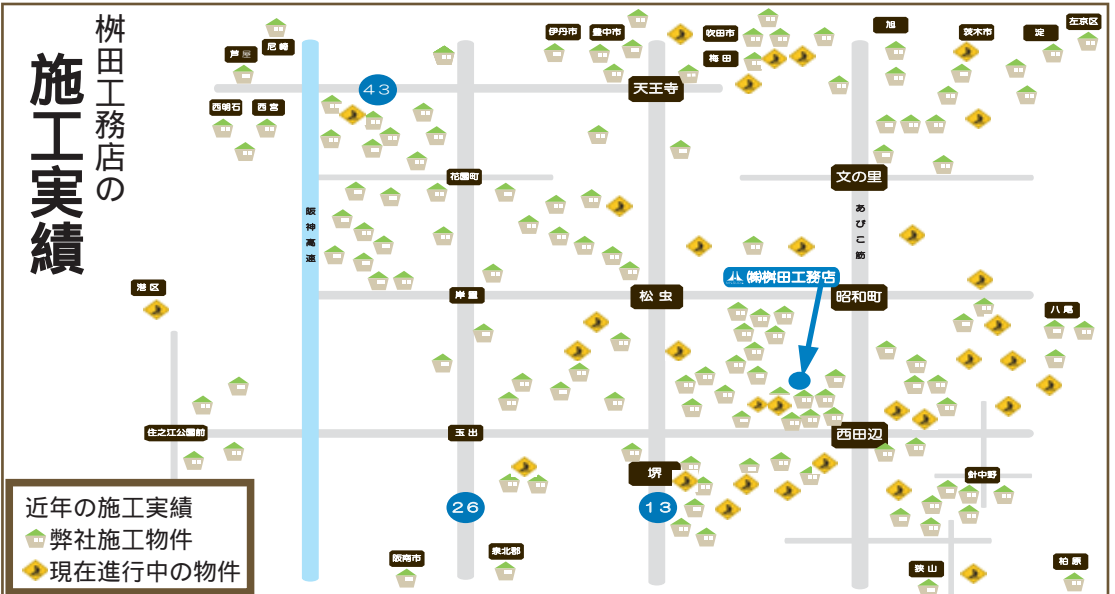 桝田工務店の
施工実績
芦屋
尼崎
伊丹市
豊中市
吹田市
梅田
旭
茨木市
淀
左京区
43
天王寺
西明石
西宮
花園町
文の里
阪神高速
あびこ筋
㈱桝田工務店
港区
岸里
松虫
昭和町
八尾
住之江公園前
玉出
西田辺
堺
針中野
26
13
阪南市
泉北郡
狭山
柏原
近年の施工実績
弊社施工物件
現在進行中の物件